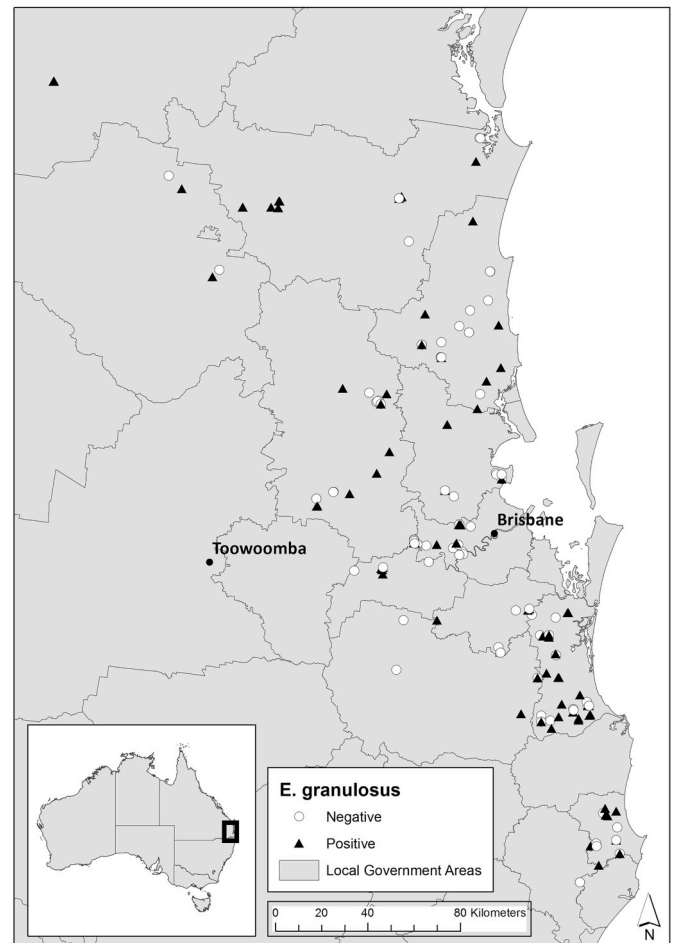 Brisbane
Toowoomba
E. granulosus
Negative
Positive
Local Government Areas
0 20 40 80 Kilometers
N